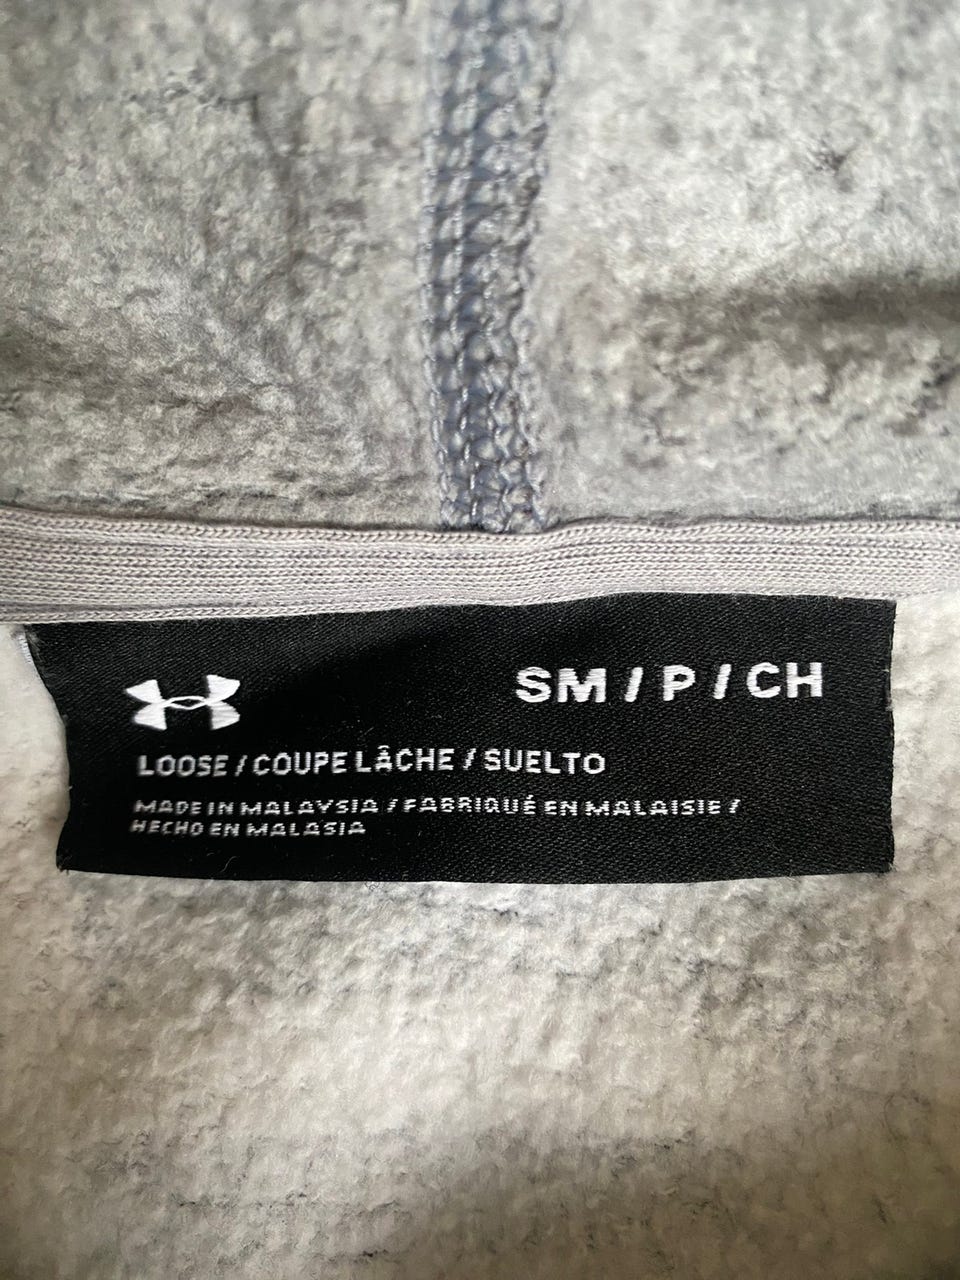 SM / P / CH
LOOSE / COUPE LÂCHE / SUELTO
MADE IN MALAYSIA / FABRIQUÉ EN MALAISIE /
HECHO EN MALASIA